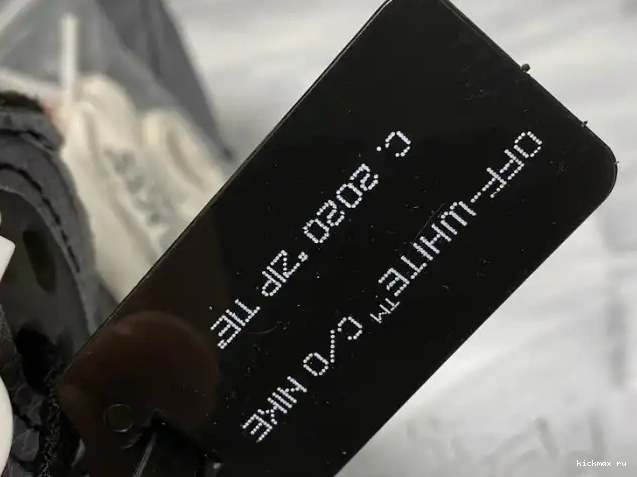 OFF-WHITE™ C/O NIKE
C. 2020 "ZIP TIE"
kickmax ru